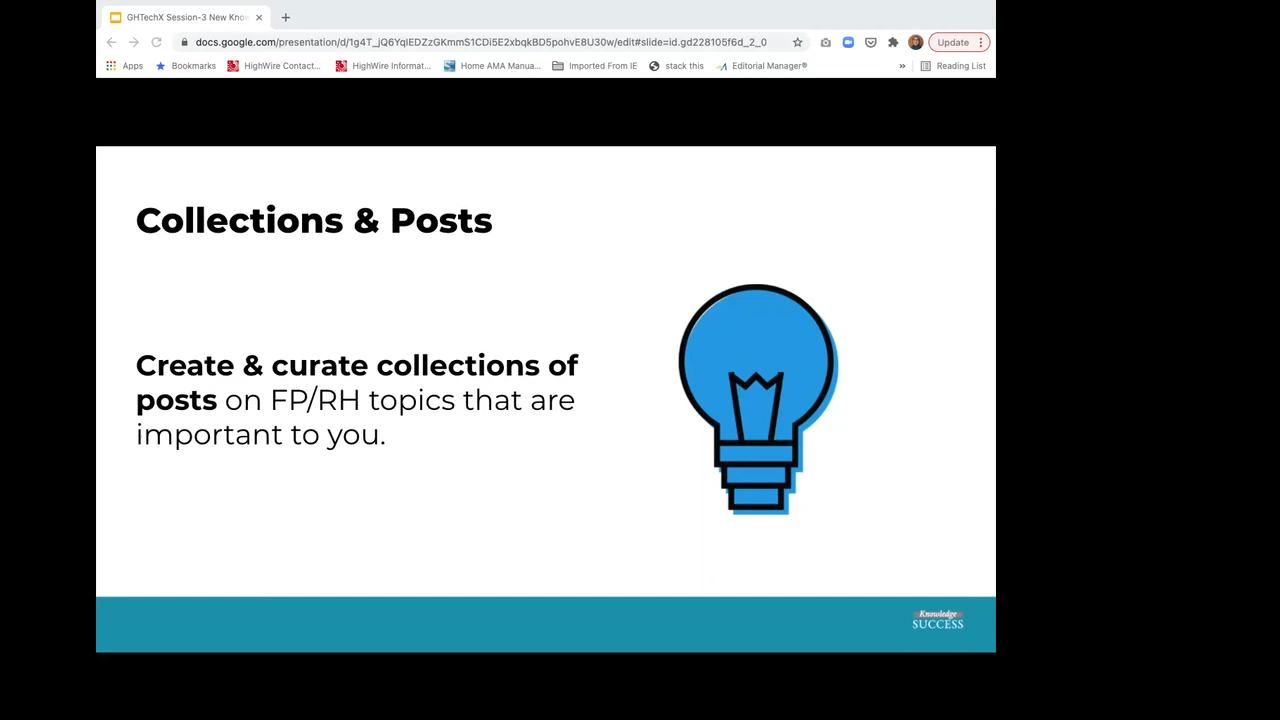 GHTechX Session-3 New Know
docs.google.com/presentation/d/1g4T_jQ6YqlEDZzGKmmS1CDi5E2xbqkBD5pohvE8U30w/edit#slide=id.gd228105f6d_2_0
Update
Apps Bookmarks HighWire Contact... HighWire Informat... Home AMA Manua... Imported From IE stack this Editorial Manager® » Reading List
Collections & Posts
Create & curate collections of
posts on FP/RH topics that are
important to you.
Knowledge
SUCCESS